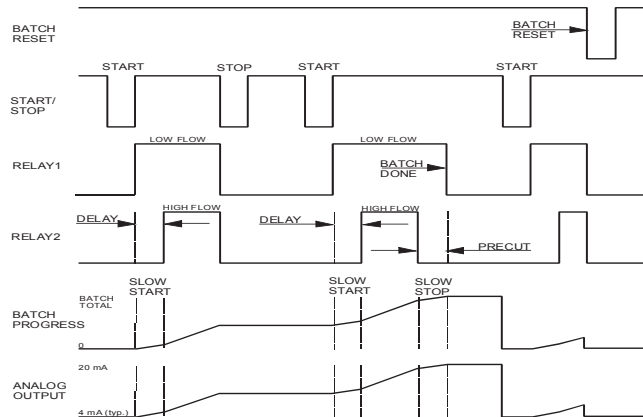 BATCH
RESET
BATCH
RESET
START
STOP
START
START
START/
STOP
LOW FLOW
LOW FLOW
RELAY1
BATCH
DONE
DELAY
HIGH FLOW
DELAY
HIGH FLOW
RELAY2
PRECUT
SLOW
START
SLOW
START
SLOW
STOP
BATCH
TOTAL
BATCH
PROGRESS
0
20 mA
ANALOG
OUTPUT
4 mA (typ.)